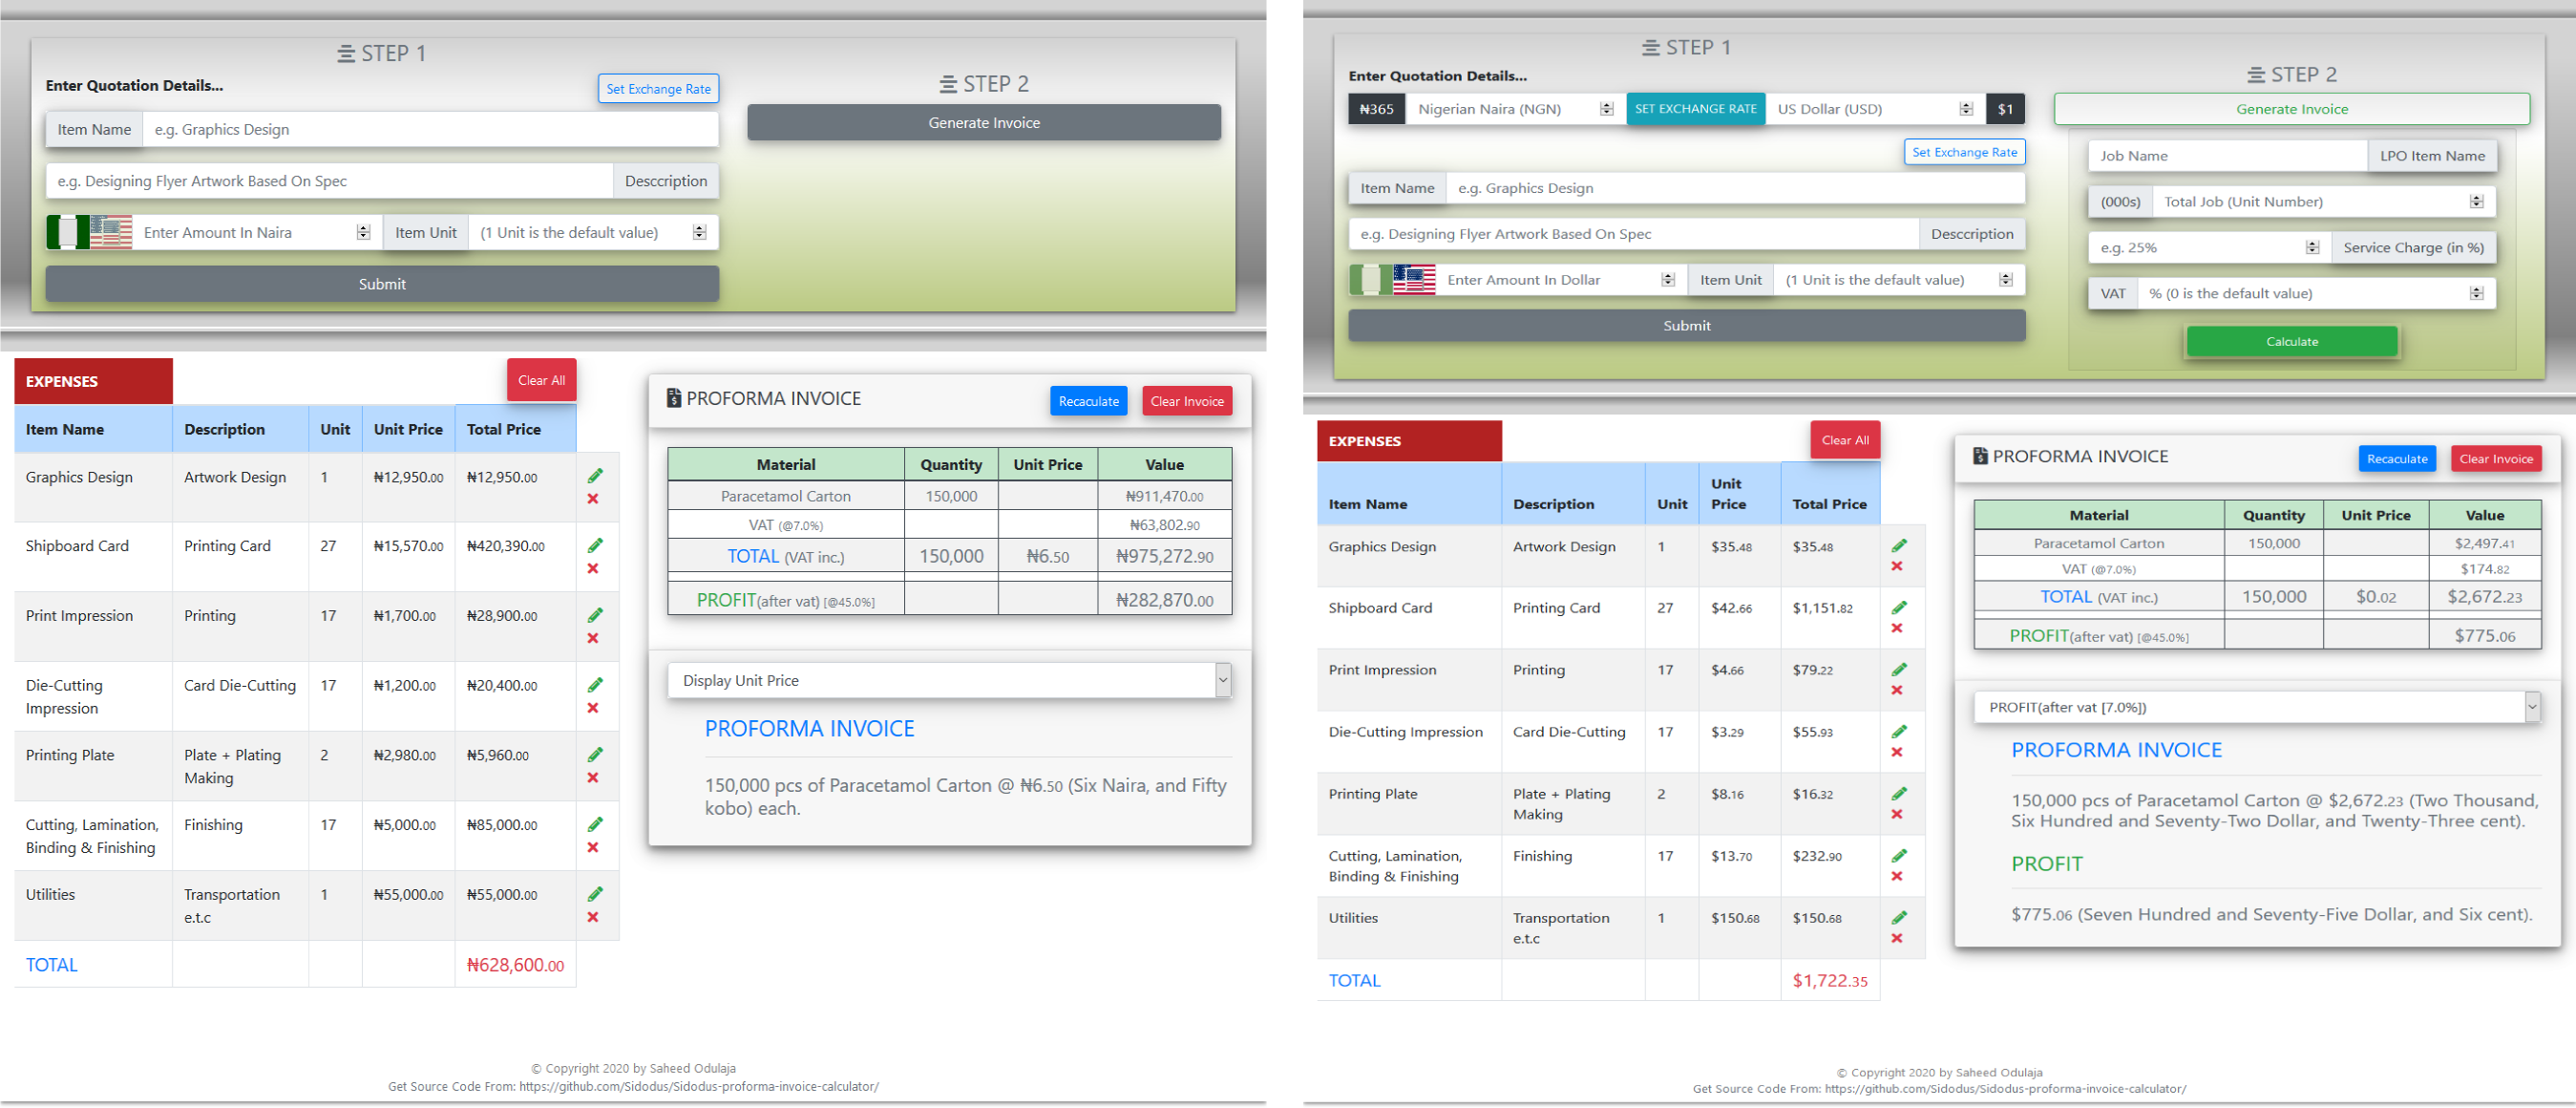 STEP 1
Enter Quotation Details...
Set Exchange Rate
Item Name e.g. Graphics Design
e.g. Designing Flyer Artwork Based On Spec Desccription
Enter Amount In Naira Item Unit (1 Unit is the default value)
Submit
STEP 2
Generate Invoice
EXPENSES Clear All
Item Name Description Unit Unit Price Total Price
Graphics Design Artwork Design 1 ₦12,950.00 ₦12,950.00
Shipboard Card Printing Card 27 ₦15,570.00 ₦420,390.00
Print Impression Printing 17 ₦1,700.00 ₦28,900.00
Die-Cutting Impression Card Die-Cutting 17 ₦1,200.00 ₦20,400.00
Printing Plate Plate + Plating Making 2 ₦2,980.00 ₦5,960.00
Cutting, Lamination, Binding & Finishing Finishing 17 ₦5,000.00 ₦85,000.00
Utilities Transportation e.t.c 1 ₦55,000.00 ₦55,000.00
TOTAL ₦628,600.00
PROFORMA INVOICE Recaculate Clear Invoice
Material Quantity Unit Price Value
Paracetamol Carton 150,000 ₦911,470.00
VAT (@7.0%) ₦63,802.90
TOTAL (VAT inc.) 150,000 ₦6.50 ₦975,272.90
PROFIT(after vat) [@45.0%] ₦282,870.00
Display Unit Price
PROFORMA INVOICE
150,000 pcs of Paracetamol Carton @ ₦6.50 (Six Naira, and Fifty
kobo) each.
© Copyright 2020 by Saheed Odulaja
Get Source Code From: https://github.com/Sidodus/Sidodus-proforma-invoice-calculator/
STEP 1
Enter Quotation Details...
₦365 Nigerian Naira (NGN) SET EXCHANGE RATE US Dollar (USD) $1
Set Exchange Rate
Item Name e.g. Graphics Design
e.g. Designing Flyer Artwork Based On Spec Desccription
Enter Amount In Dollar Item Unit (1 Unit is the default value)
Submit
STEP 2
Generate Invoice
Job Name LPO Item Name
(000s) Total Job (Unit Number)
e.g. 25% Service Charge (in %)
VAT % (0 is the default value)
Calculate
EXPENSES Clear All
Item Name Description Unit Unit Price Total Price
Graphics Design Artwork Design 1 $35.48 $35.48
Shipboard Card Printing Card 27 $42.66 $1,151.82
Print Impression Printing 17 $4.66 $79.22
Die-Cutting Impression Card Die-Cutting 17 $3.29 $55.93
Printing Plate Plate + Plating Making 2 $8.16 $16.32
Cutting, Lamination, Binding & Finishing Finishing 17 $13.70 $232.90
Utilities Transportation e.t.c 1 $150.68 $150.68
TOTAL $1,722.35
PROFORMA INVOICE Recaculate Clear Invoice
Material Quantity Unit Price Value
Paracetamol Carton 150,000 $2,497.41
VAT (@7.0%) $174.82
TOTAL (VAT inc.) 150,000 $0.02 $2,672.23
PROFIT(after vat) [@45.0%] $775.06
PROFIT(after vat [7.0%])
PROFORMA INVOICE
150,000 pcs of Paracetamol Carton @ $2,672.23 (Two Thousand,
Six Hundred and Seventy-Two Dollar, and Twenty-Three cent).
PROFIT
$775.06 (Seven Hundred and Seventy-Five Dollar, and Six cent).
© Copyright 2020 by Saheed Odulaja
Get Source Code From: https://github.com/Sidodus/Sidodus-proforma-invoice-calculator/